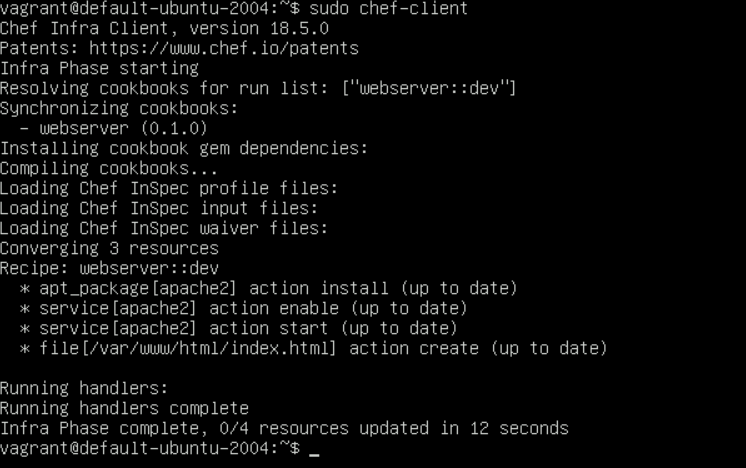 vagrant@default-ubuntu-2004:~$ sudo chef-client
Chef Infra Client, version 18.5.0
Patents: https://www.chef.io/patents
Infra Phase starting
Resolving cookbooks for run list: ["webserver::dev"]
Synchronizing cookbooks:
  - webserver (0.1.0)
Installing cookbook gem dependencies:
Compiling cookbooks...
Loading Chef InSpec profile files:
Loading Chef InSpec input files:
Loading Chef InSpec waiver files:
Converging 3 resources
Recipe: webserver::dev
  * apt_package[apache2] action install (up to date)
  * service[apache2] action enable (up to date)
  * service[apache2] action start (up to date)
  * file[/var/www/html/index.html] action create (up to date)

Running handlers:
Running handlers complete
Infra Phase complete, 0/4 resources updated in 12 seconds
vagrant@default-ubuntu-2004:~$ _